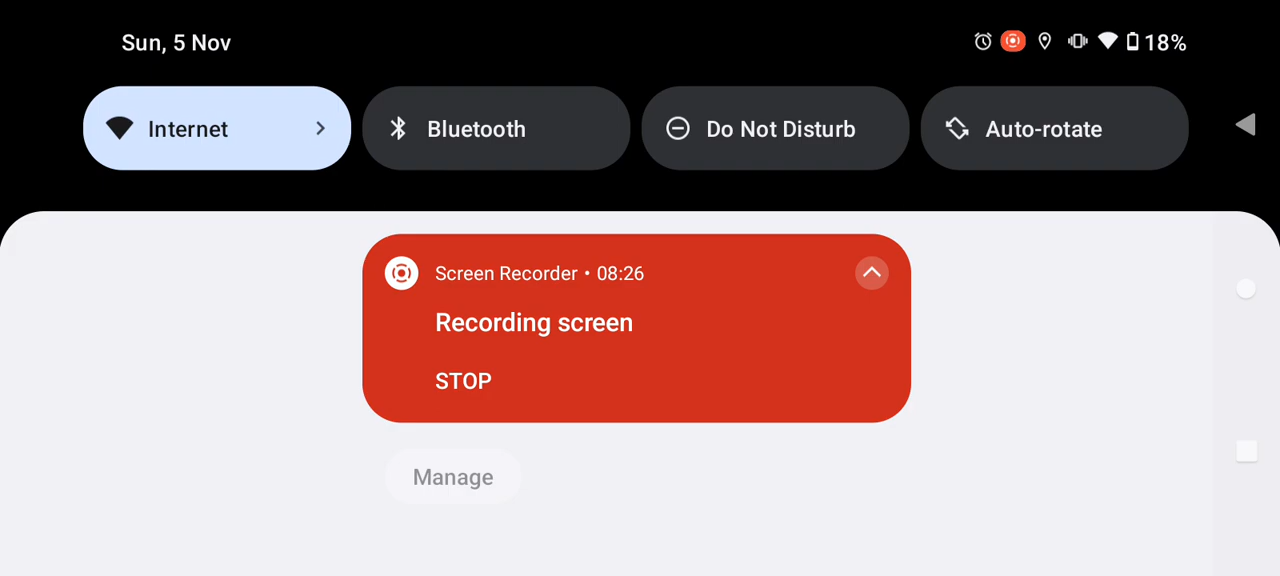 Sun, 5 Nov
18%
Internet
Bluetooth
Do Not Disturb
Auto-rotate
Screen Recorder • 08:26
Recording screen
STOP
Manage